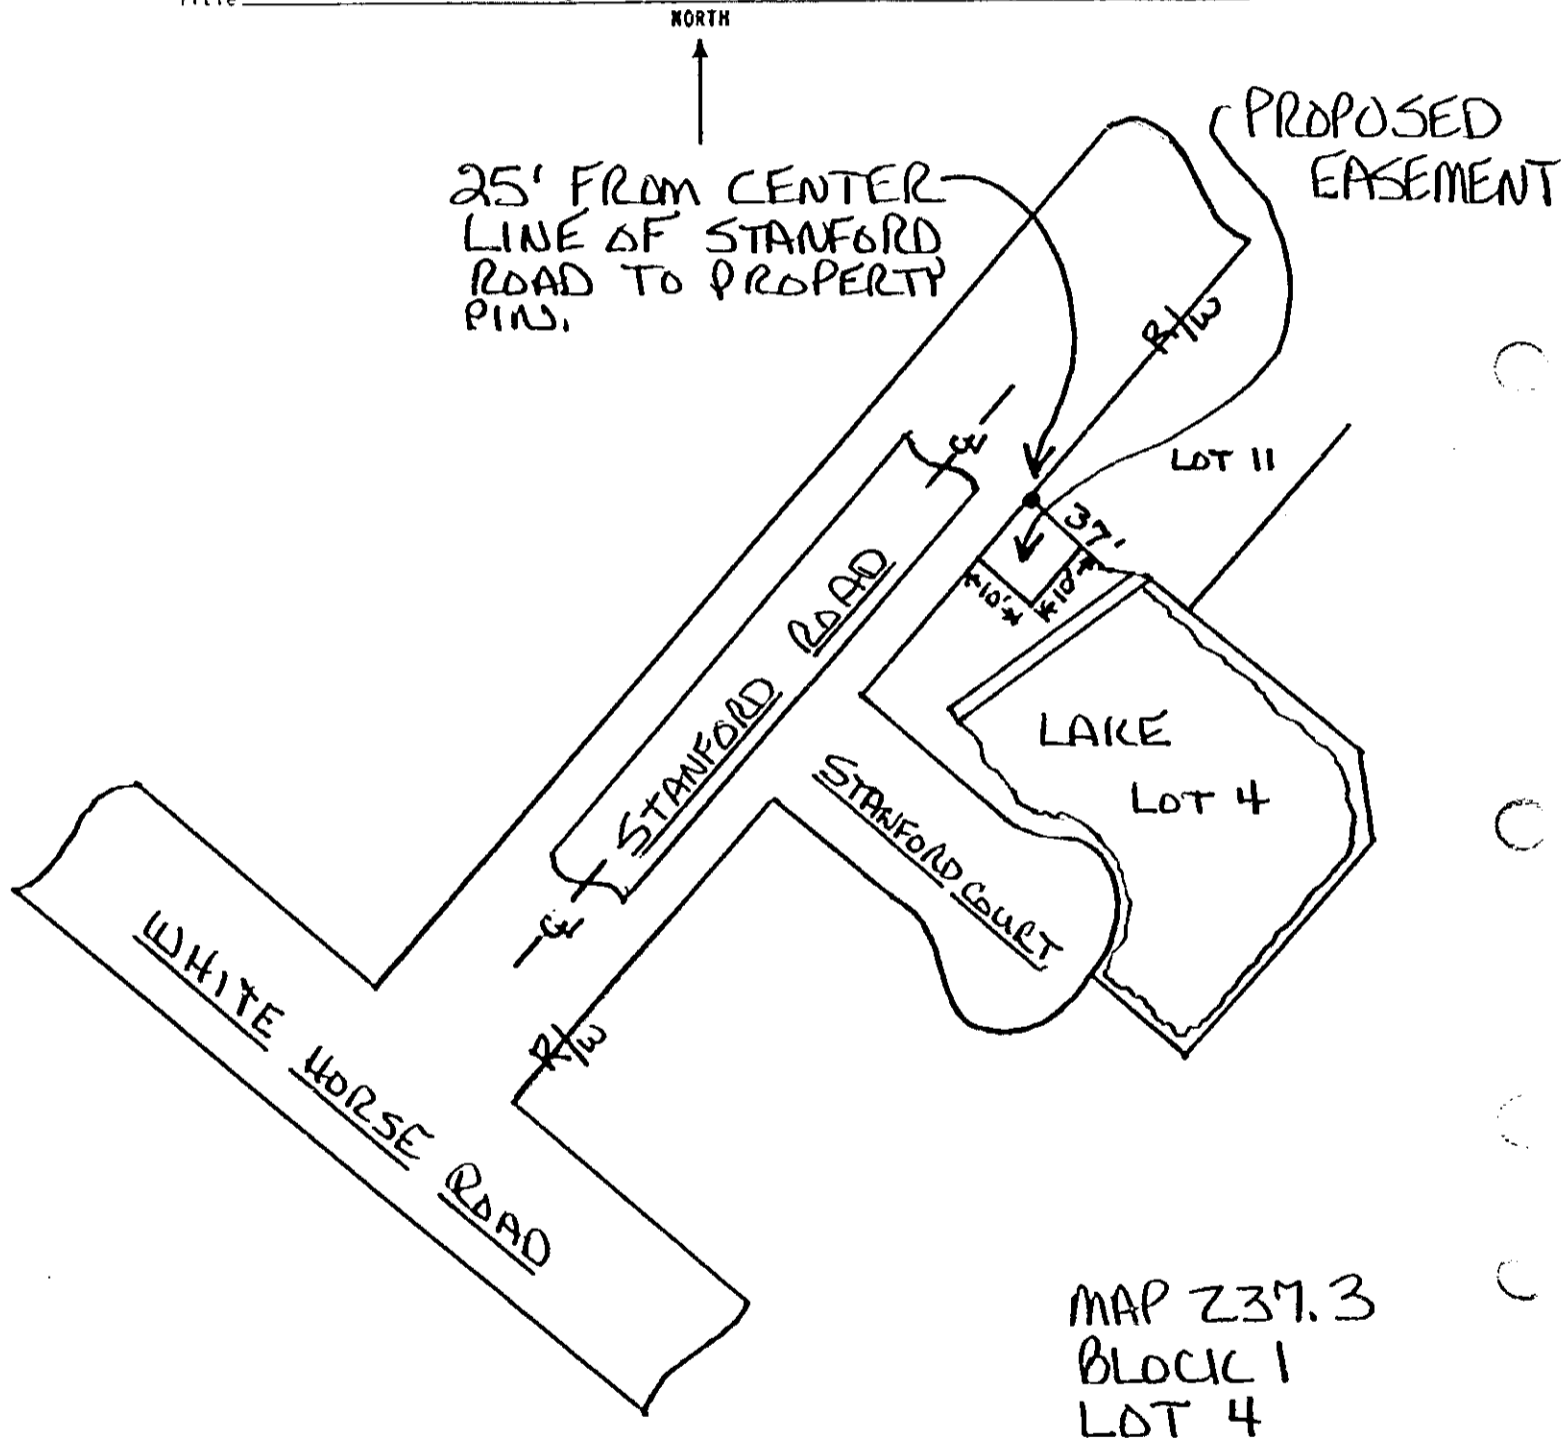 Title
NORTH
PROPOSED
EASEMENT
25' FROM CENTER
LINE OF STANFORD
ROAD TO PROPERTY
PIN.
R/W
LOT 11
37'
10'
10'
STANFORD ROAD
LAKE
LOT 4
STANFORD COURT
R/W
WHITE HORSE ROAD
MAP 237.3
BLOCK 1
LOT 4